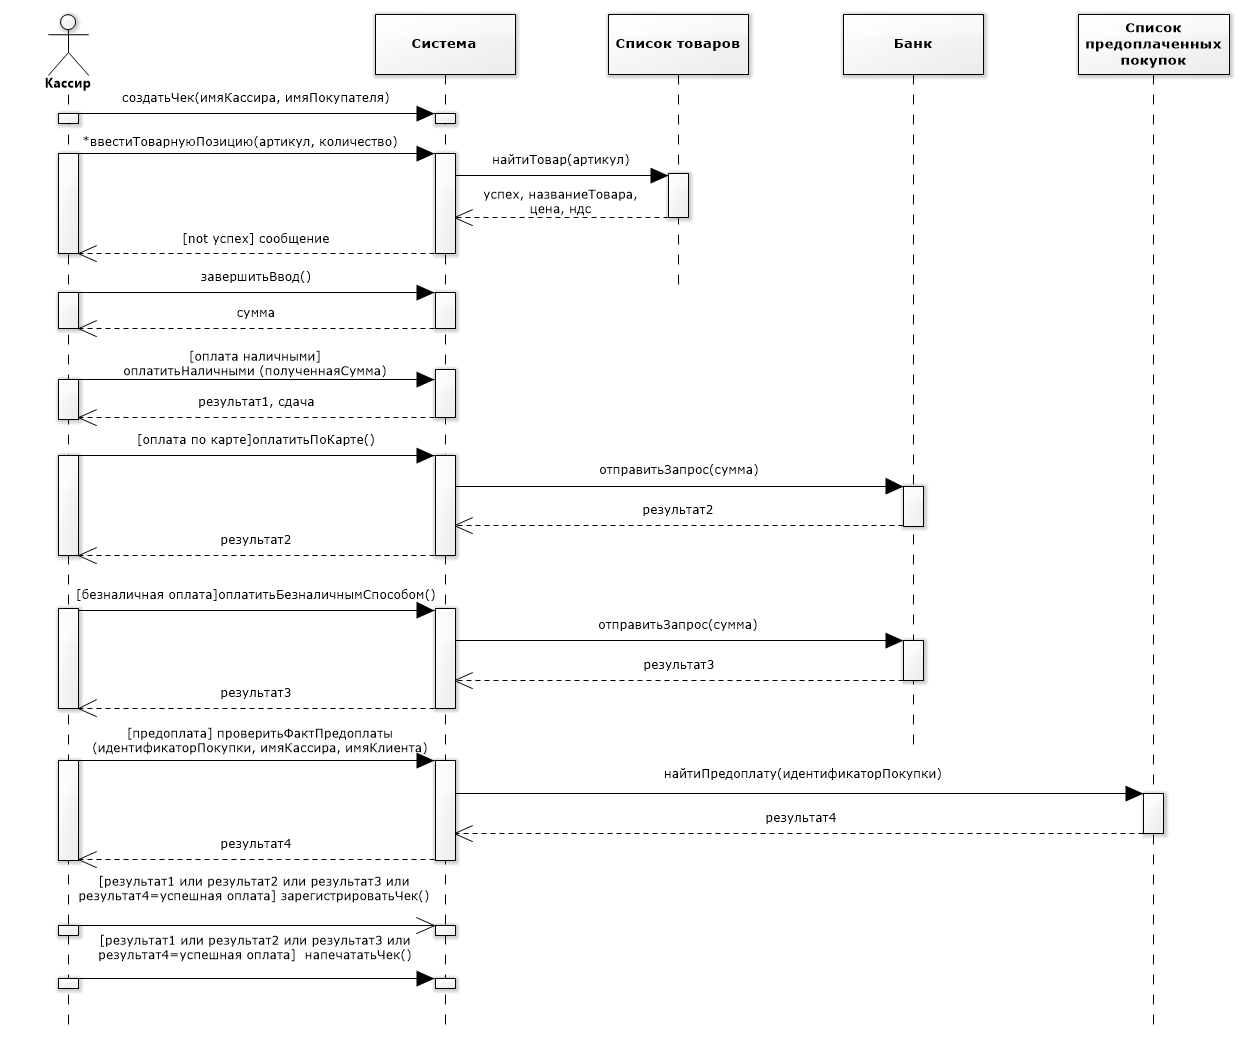 Кассир
Система
Список товаров
Банк
Список
предоплаченных
покупок
создатьЧек(имяКассира, имяПокупателя)
*ввестиТоварнуюПозицию(артикул, количество)
найтиТовар(артикул)
успех, названиеТовара,
цена, ндс
[not успех] сообщение
завершитьВвод()
сумма
[оплата наличными]
оплатитьНаличными (полученнаяСумма)
результат1, сдача
[оплата по карте]оплатитьПоКарте()
отправитьЗапрос(сумма)
результат2
результат2
[безналичная оплата]оплатитьБезналичнымСпособом()
отправитьЗапрос(сумма)
результат3
результат3
[предоплата] проверитьФактПредоплаты
(идентификаторПокупки, имяКассира, имяКлиента)
найтиПредоплату(идентификаторПокупки)
результат4
результат4
[результат1 или результат2 или результат3 или
результат4=успешная оплата] зарегистрироватьЧек()
[результат1 или результат2 или результат3 или
результат4=успешная оплата]  напечататьЧек()